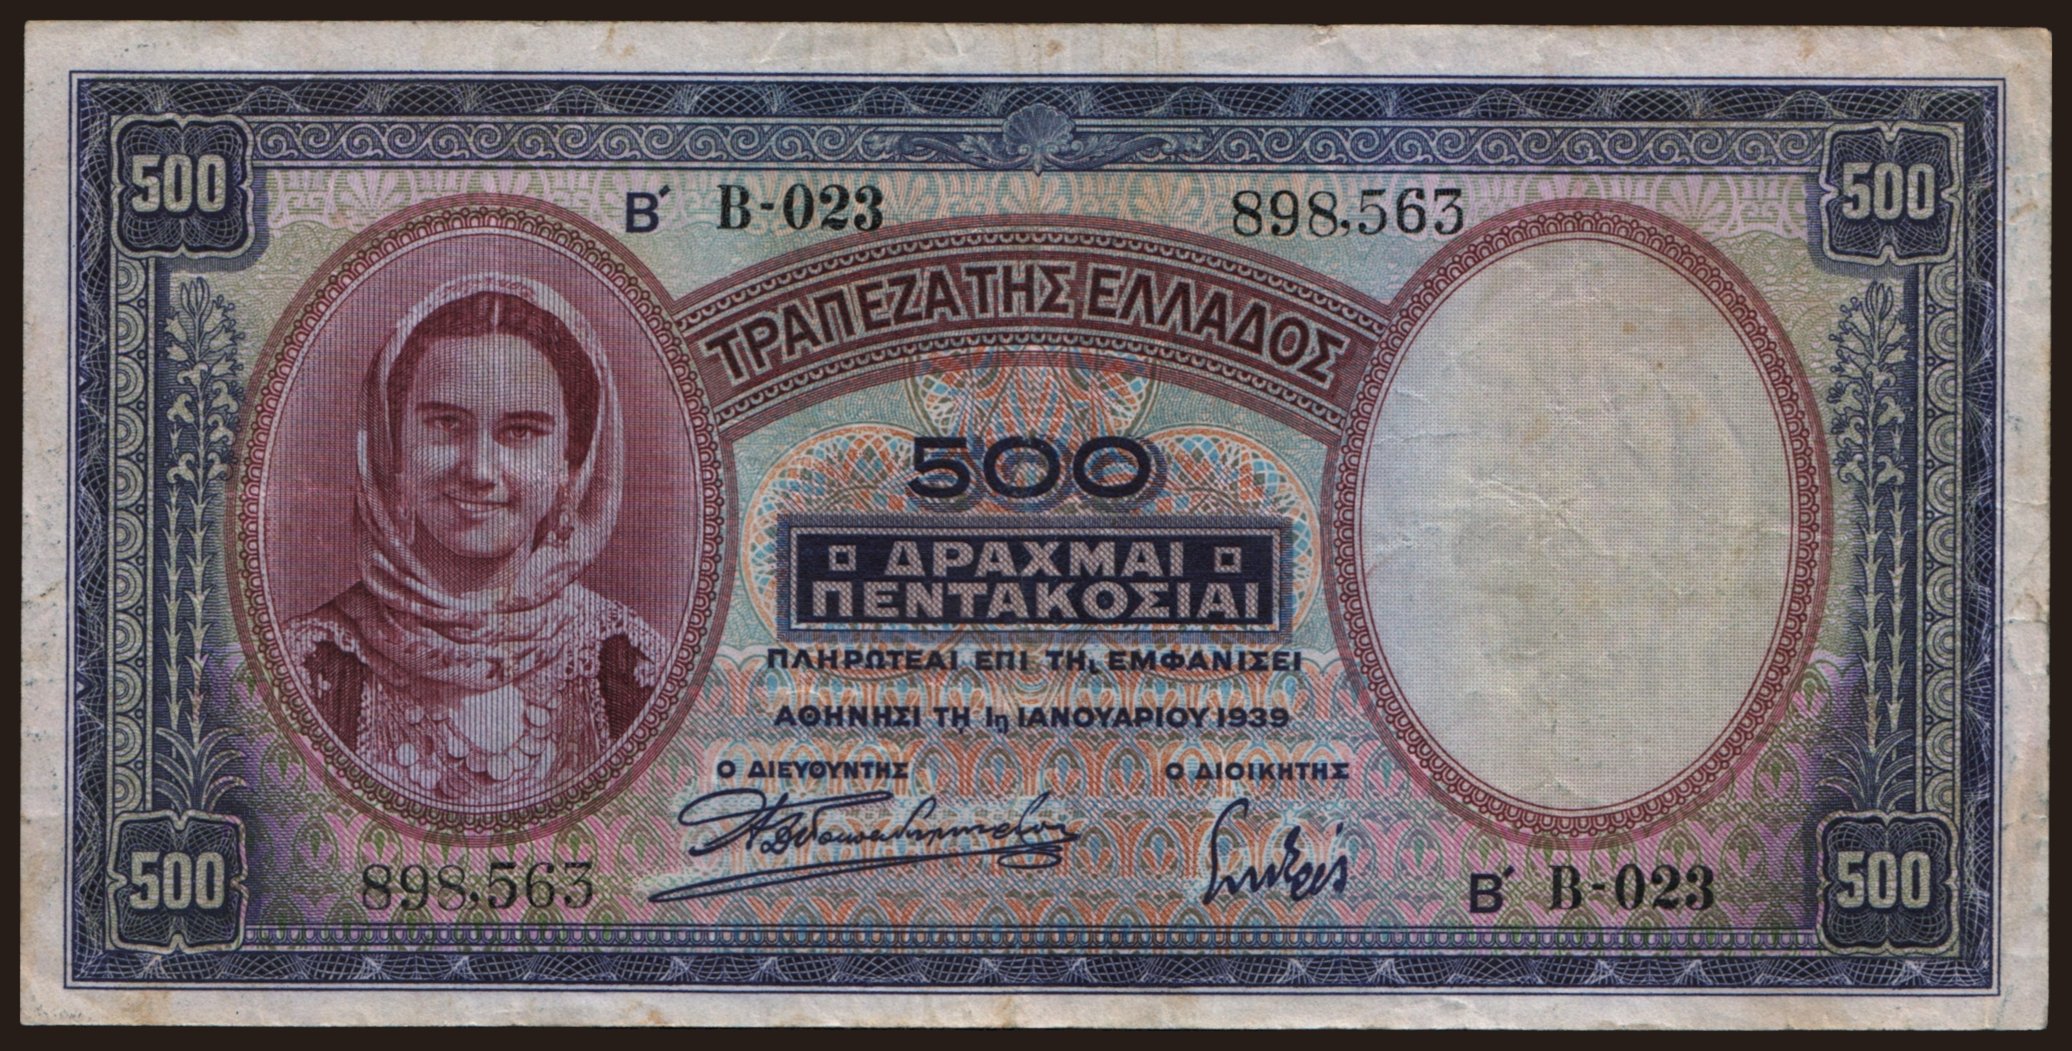 500
500
Β΄ Β-023
898.563
ΤΡΑΠΕΖΑ ΤΗΣ ΕΛΛΑΔΟΣ
500
ΔΡΑΧΜΑΙ
ΠΕΝΤΑΚΟΣΙΑΙ
ΠΛΗΡΩΤΕΑΙ ΕΠΙ ΤΗι ΕΜΦΑΝΙΣΕΙ
ΑΘΗΝΗΣΙ ΤΗ 1η ΙΑΝΟΥΑΡΙΟΥ 1939
Ο ΔΙΕΥΘΥΝΤΗΣ
Ο ΔΙΟΙΚΗΤΗΣ
898.563
Β΄ Β-023
500
500